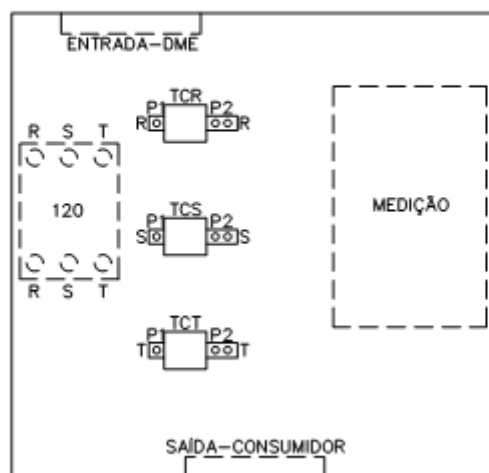 ENTRADA-DME
TCR
P1 P2
R R
R S T
120
TCS
P1 P2
S S
MEDIÇÃO
R S T
TCT
P1 P2
T T
SAÍDA-CONSUMIDOR